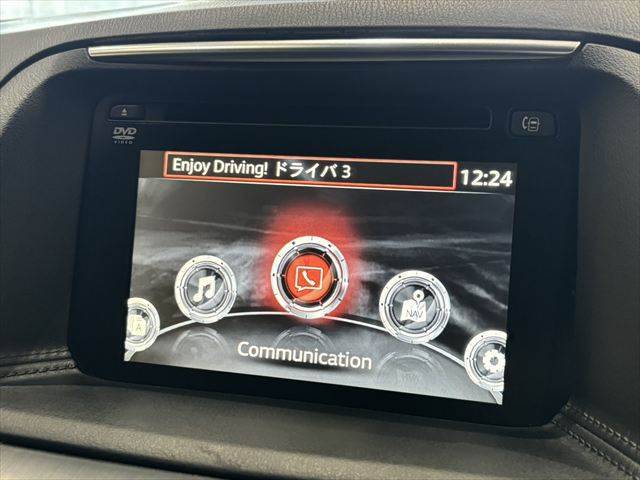 DVD
VIDEO
Enjoy Driving! ドライバ 3
12:24
A
NAV
Communication